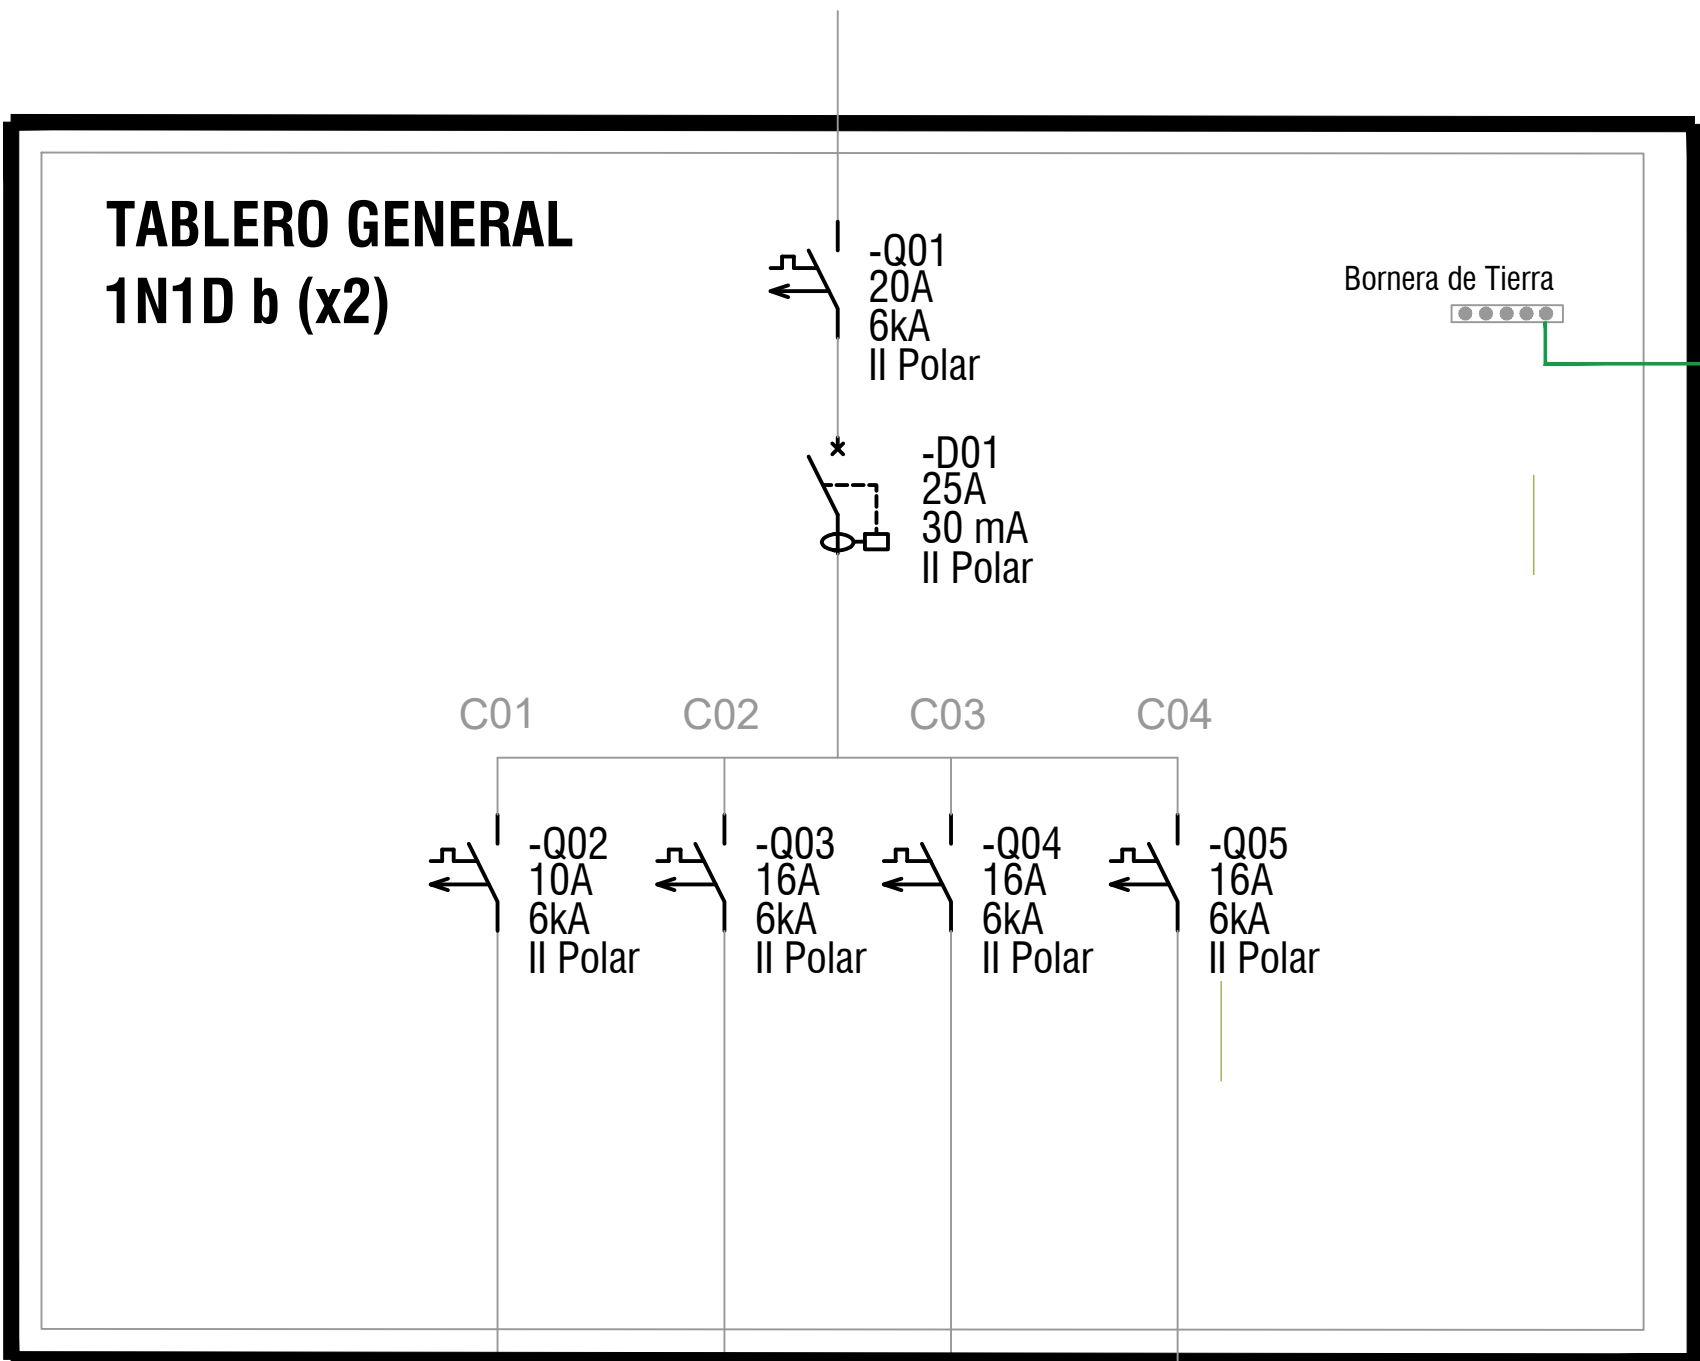 TABLERO GENERAL
1N1D b (x2)
-Q01
20A
6kA
II Polar
Bornera de Tierra
-D01
25A
30 mA
II Polar
C01
C02
C03
C04
-Q02
10A
6kA
II Polar
-Q03
16A
6kA
II Polar
-Q04
16A
6kA
II Polar
-Q05
16A
6kA
II Polar